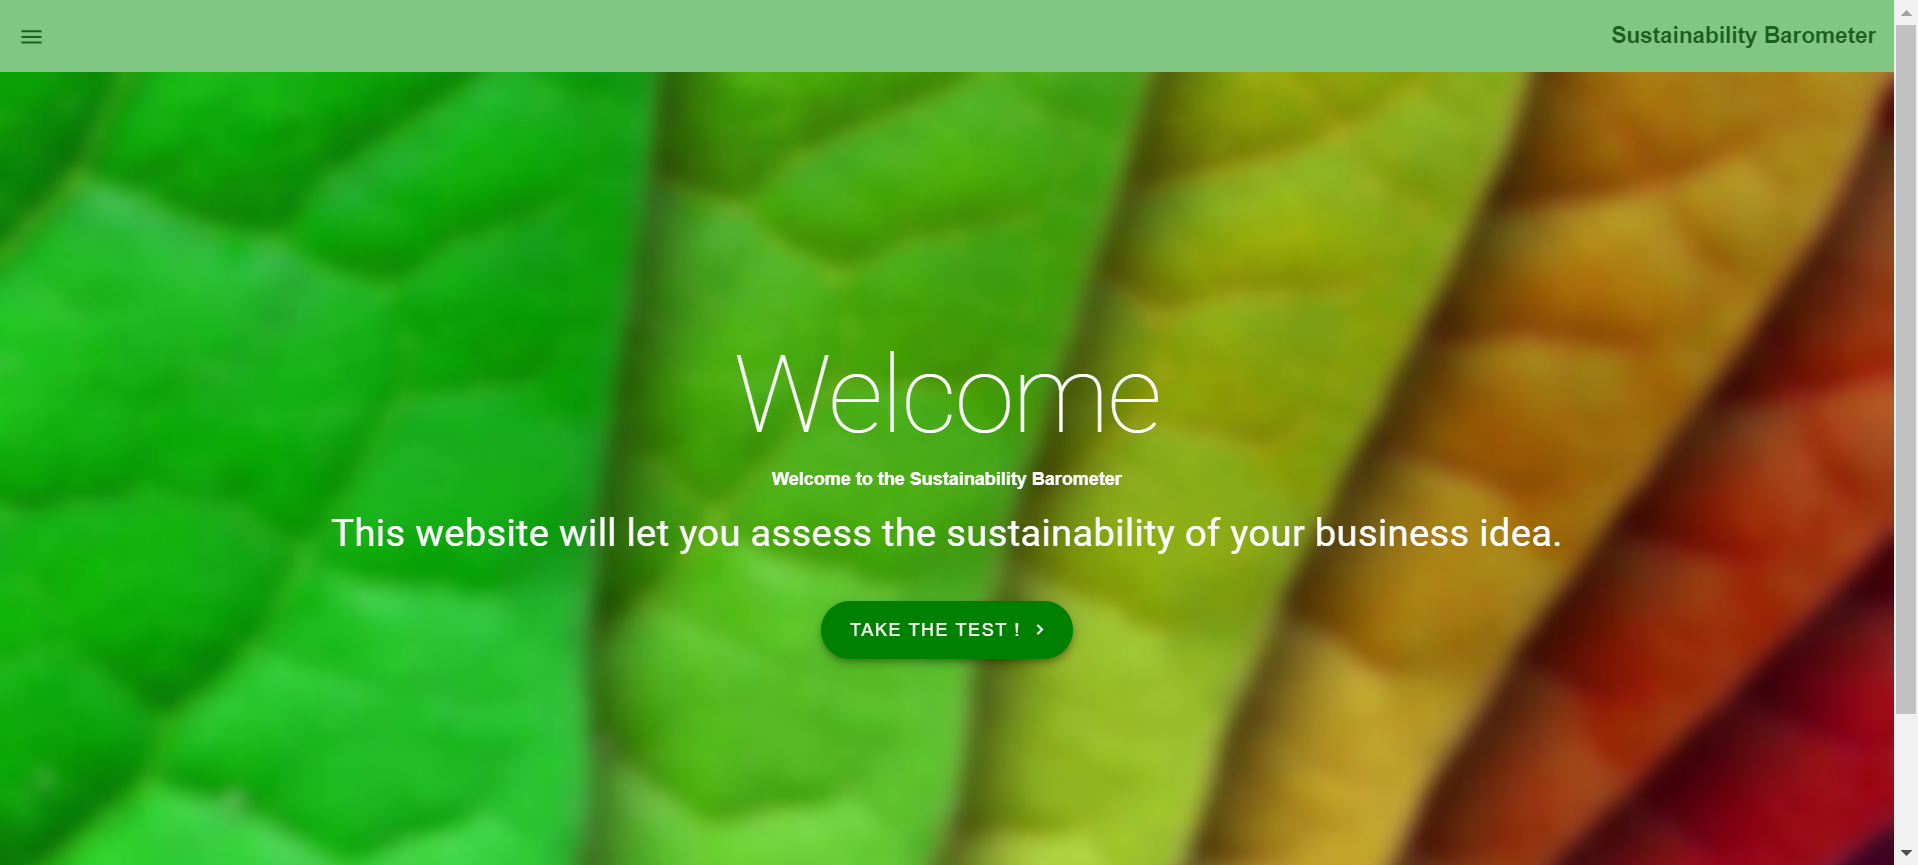 Sustainability Barometer
Welcome
Welcome to the Sustainability Barometer
This website will let you assess the sustainability of your business idea.
TAKE THE TEST !